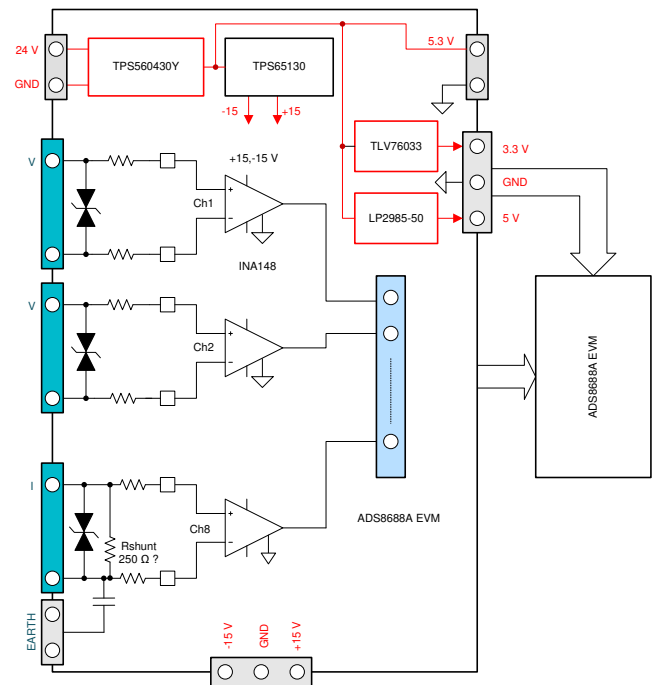 24 V
TPS560430Y
TPS65130
5.3 V
GND
-15
+15
TLV76033
3.3 V
V
+15,-15 V
Ch1
GND
LP2985-50
5 V
INA148
V
Ch2
ADS8688A EVM
I
Ch8
ADS8688A EVM
Rshunt
250 Ω ?
EARTH
-15 V
GND
+15 V